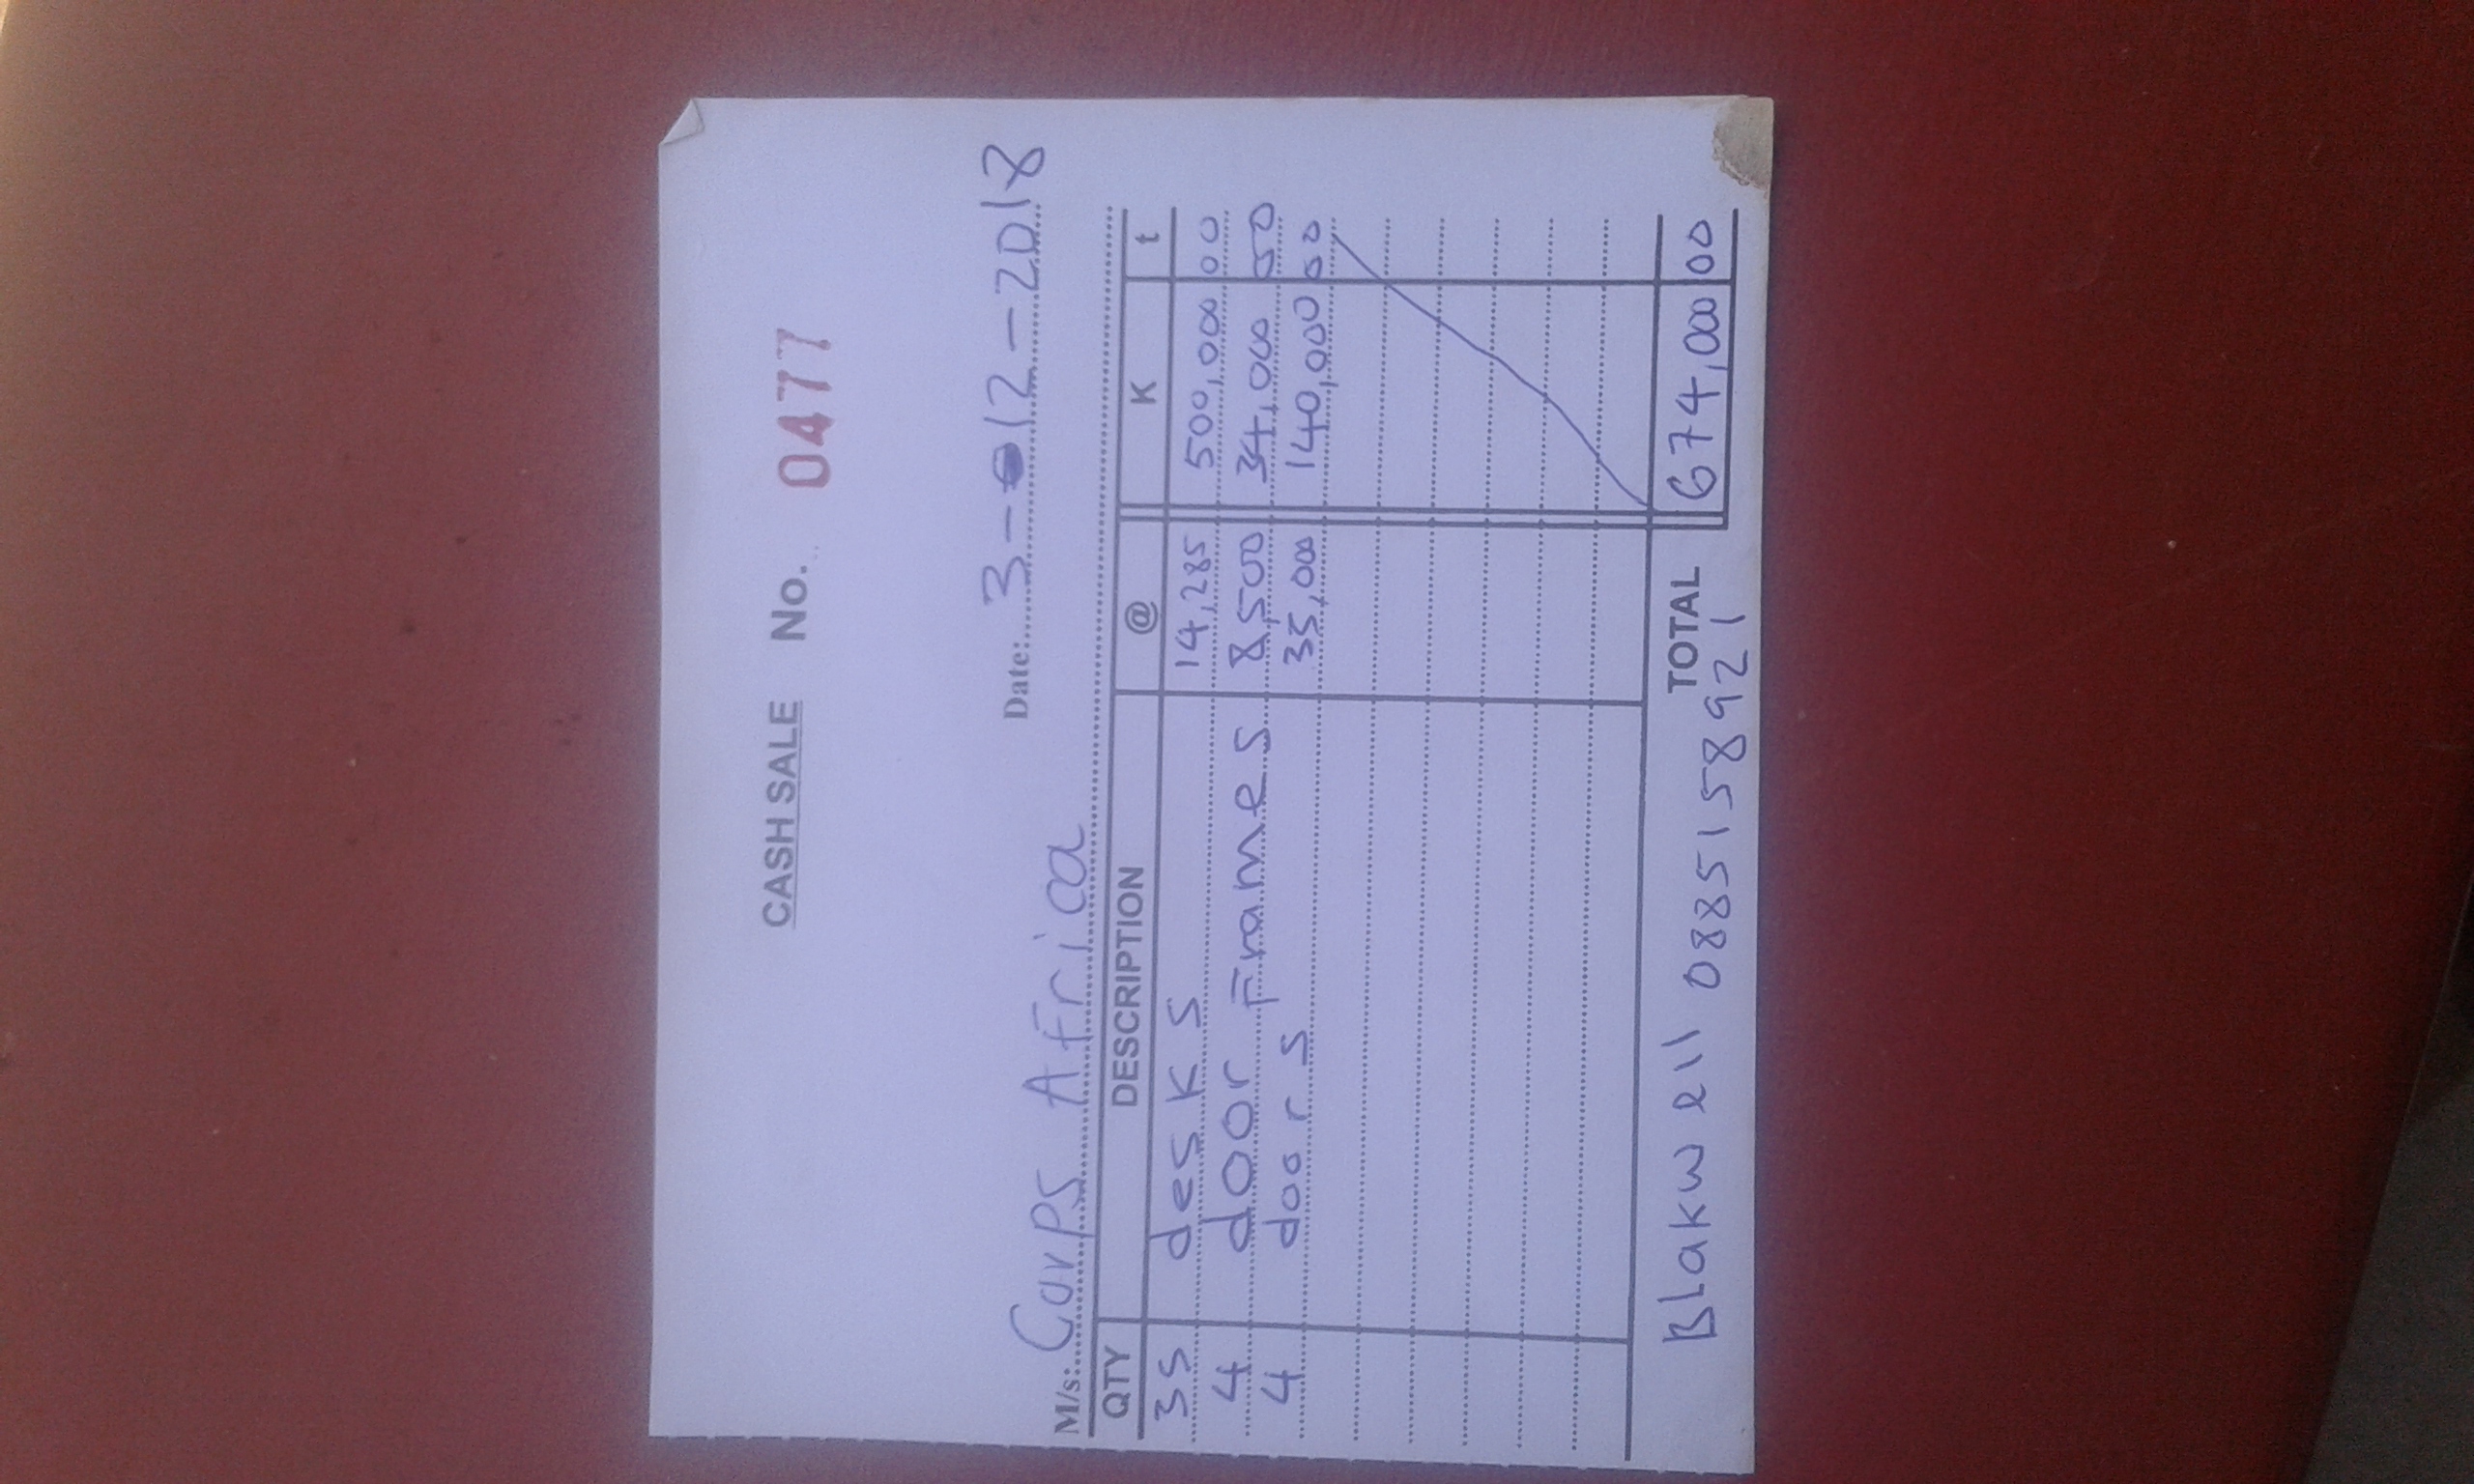 CASH SALE No. 0477
Date: 3-12-2018
M/s: Corps Africa
QTY DESCRIPTION @ K t
35 desks 14,285 500,000 00
4 door Frames 8,500 34,000 00
4 doors 35,000 140,000 00
TOTAL 674,000 00
Blakwell 0885158921